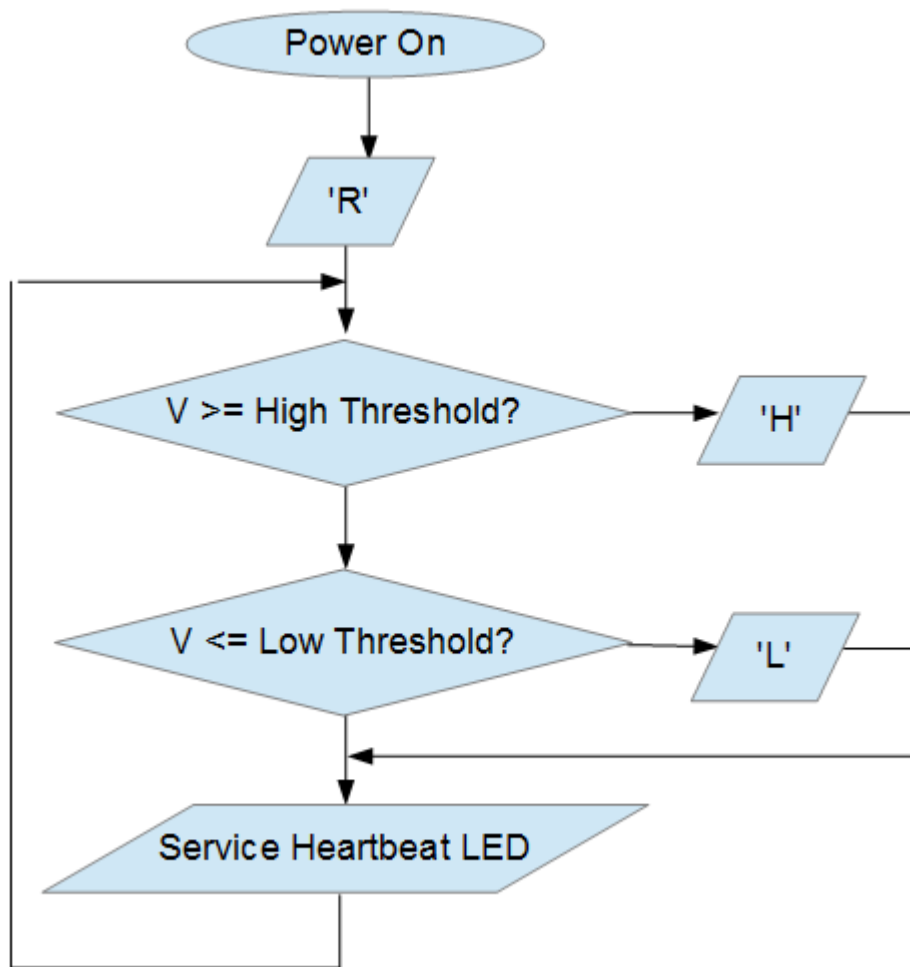 Power On
'R'
V >= High Threshold?
'H'
V <= Low Threshold?
'L'
Service Heartbeat LED